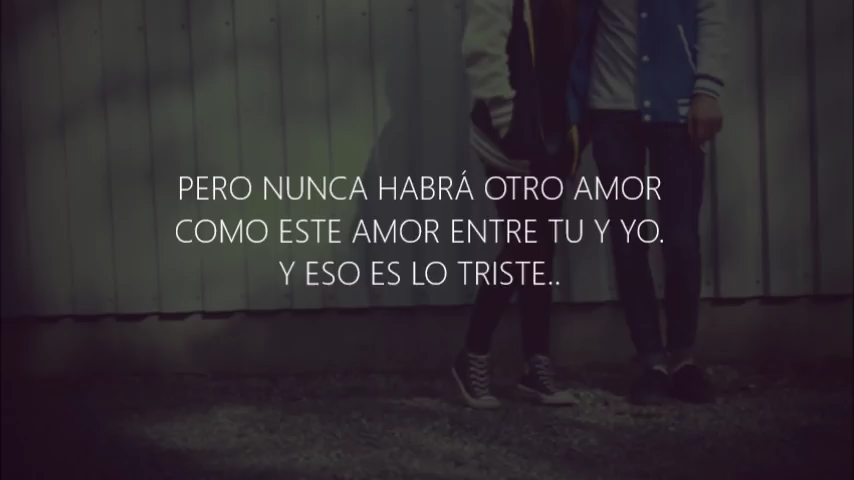 PERO NUNCA HABRÁ OTRO AMOR
COMO ESTE AMOR ENTRE TU Y YO.
Y ESO ES LO TRISTE..